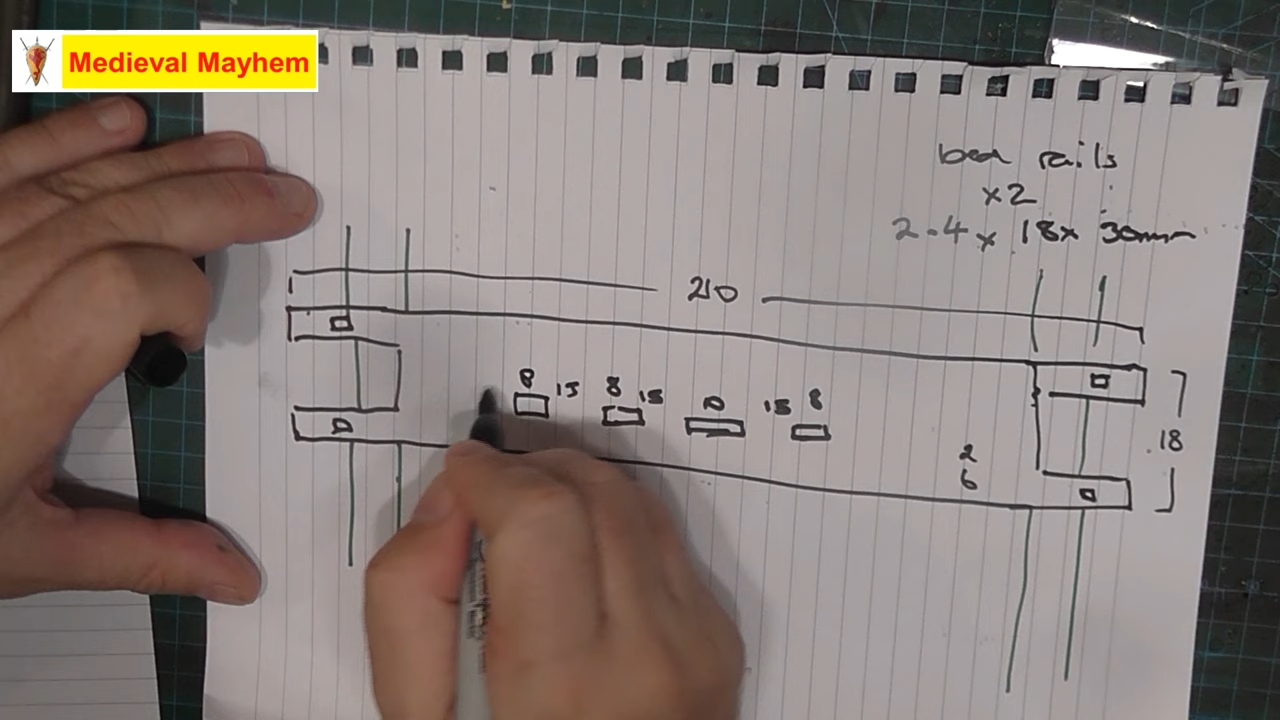 Medieval Mayhem
bed rails
x2
2.4 x 18x 30mm
210
8 15 8 15 10 15 8
18
2
6